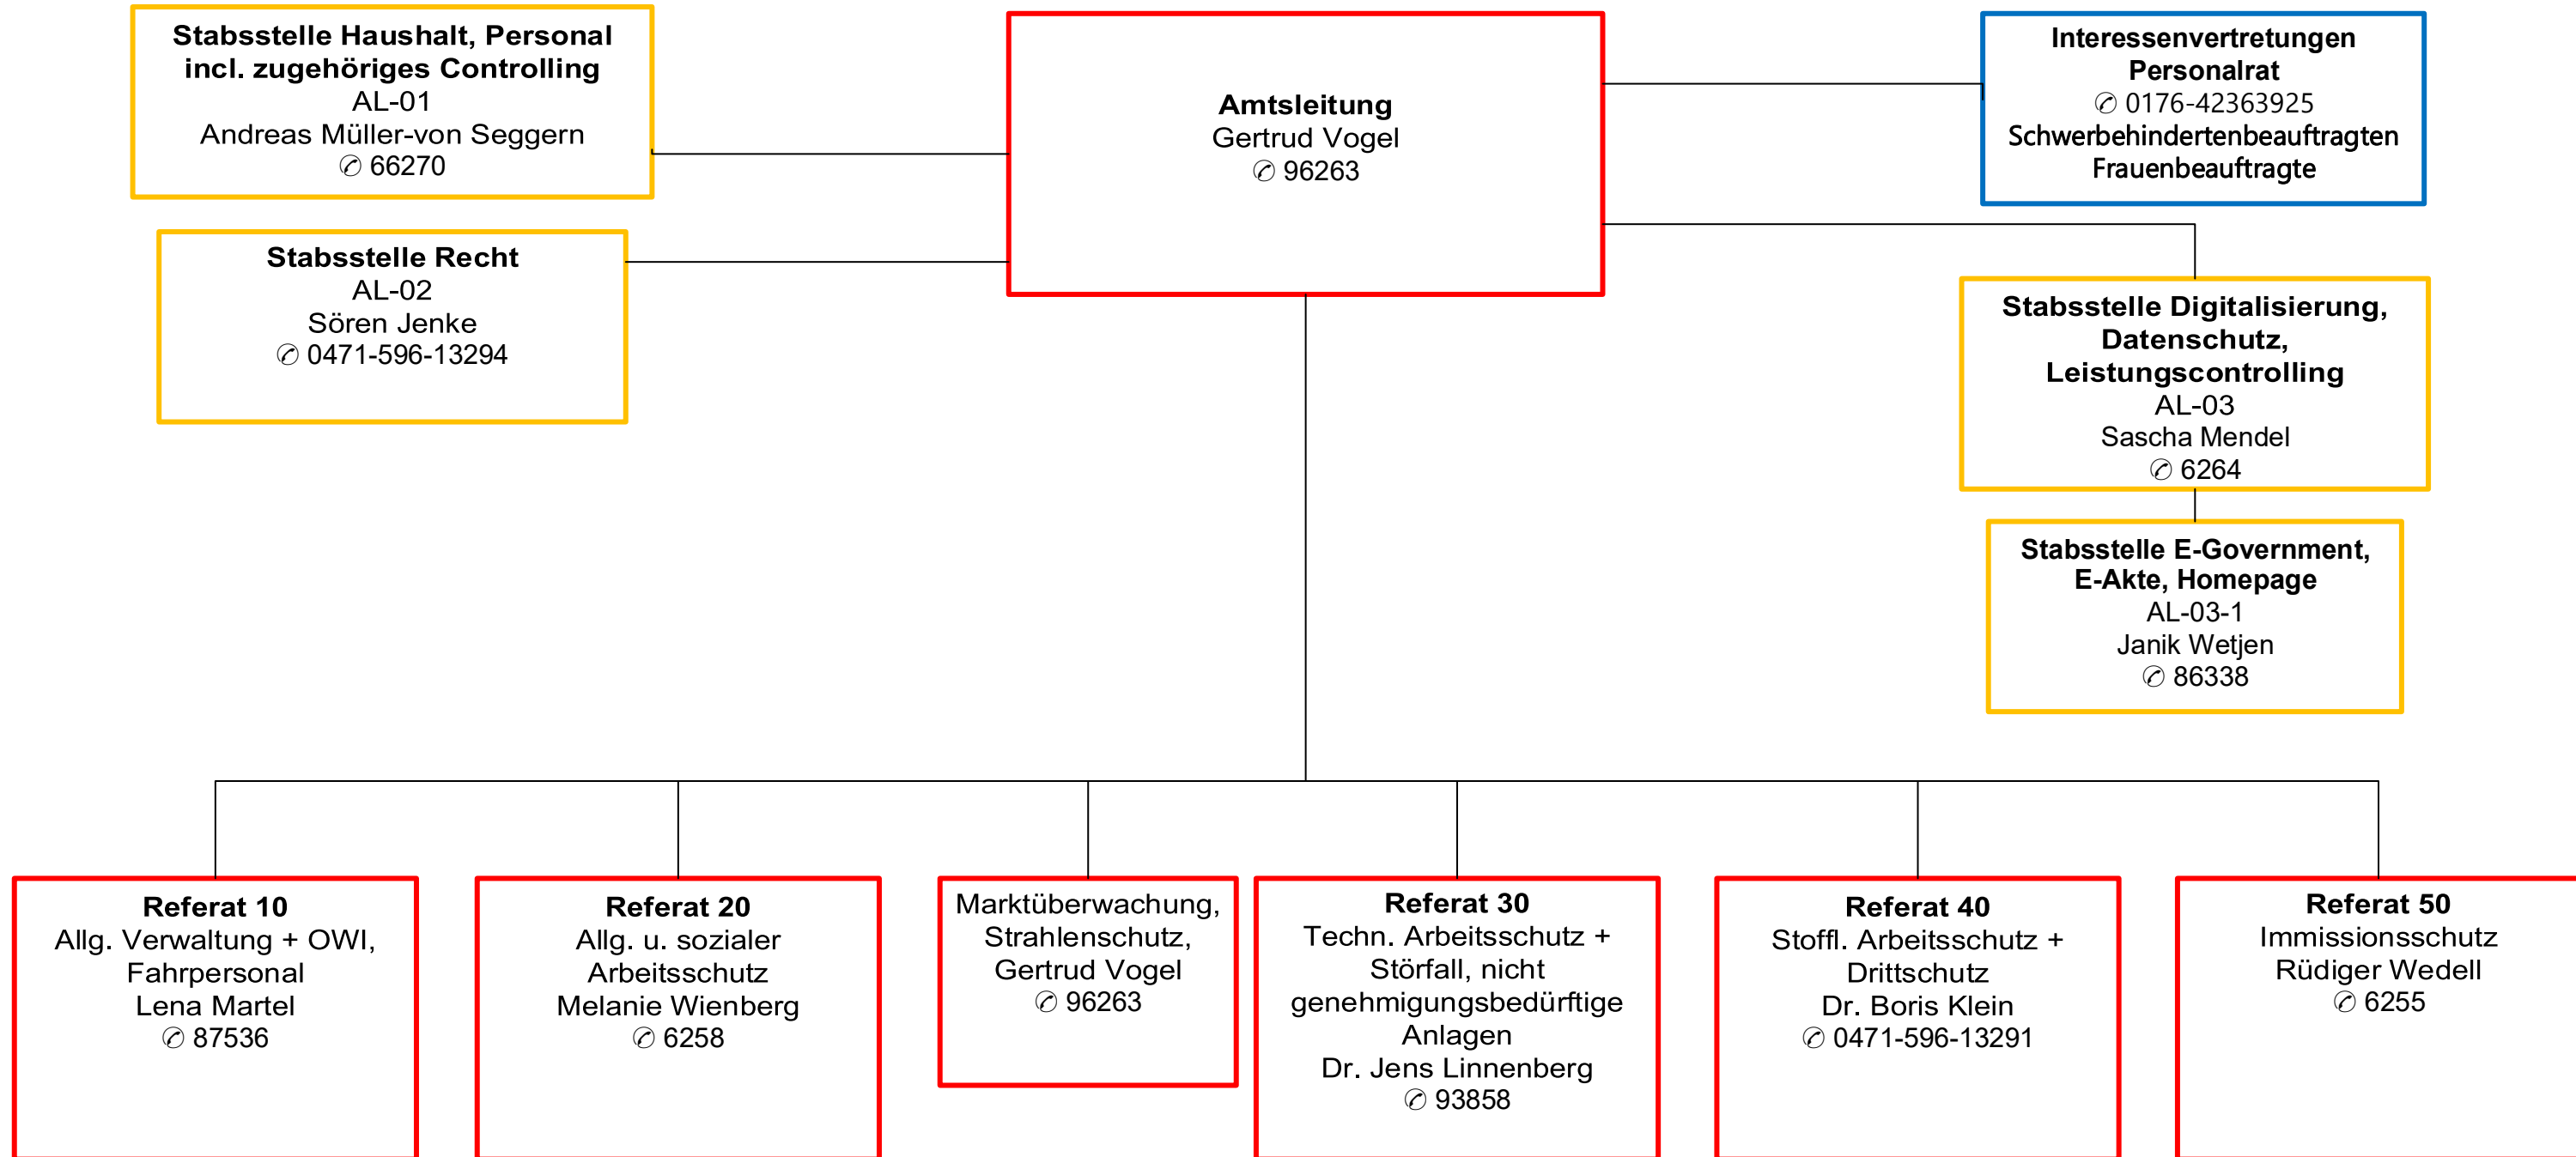 Stabsstelle Haushalt, Personal
incl. zugehöriges Controlling
AL-01
Andreas Müller-von Seggern
✆ 66270
Amtsleitung
Gertrud Vogel
✆ 96263
Interessenvertretungen
Personalrat
✆ 0176-42363925
Schwerbehindertenbeauftragten
Frauenbeauftragte
Stabsstelle Recht
AL-02
Sören Jenke
✆ 0471-596-13294
Stabsstelle Digitalisierung,
Datenschutz,
Leistungscontrolling
AL-03
Sascha Mendel
✆ 6264
Stabsstelle E-Government,
E-Akte, Homepage
AL-03-1
Janik Wetjen
✆ 86338
Referat 10
Allg. Verwaltung + OWI,
Fahrpersonal
Lena Martel
✆ 87536
Referat 20
Allg. u. sozialer
Arbeitsschutz
Melanie Wienberg
✆ 6258
Marktüberwachung,
Strahlenschutz,
Gertrud Vogel
✆ 96263
Referat 30
Techn. Arbeitsschutz +
Störfall, nicht
genehmigungsbedürftige
Anlagen
Dr. Jens Linnenberg
✆ 93858
Referat 40
Stoffl. Arbeitsschutz +
Drittschutz
Dr. Boris Klein
✆ 0471-596-13291
Referat 50
Immissionsschutz
Rüdiger Wedell
✆ 6255